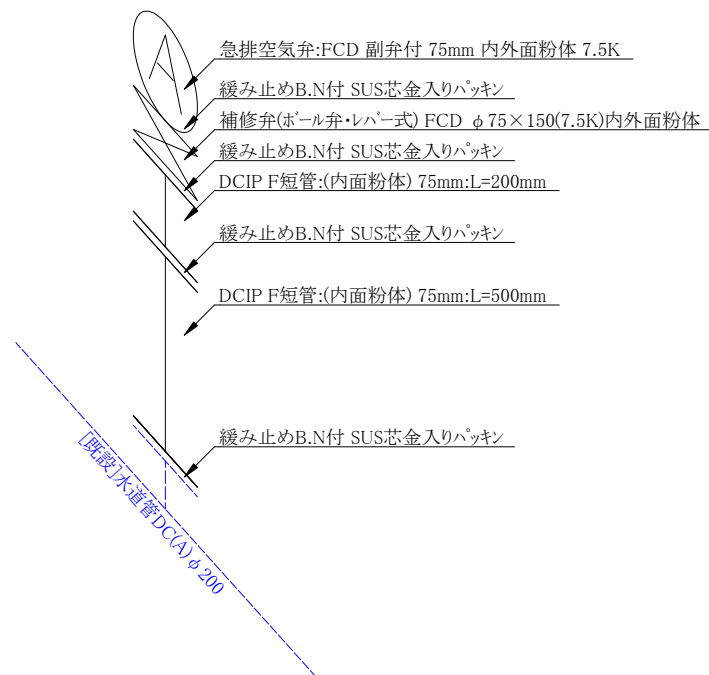 A
急排空気弁:FCD 副弁付 75mm 内外面粉体 7.5K
緩み止めB.N付 SUS芯金入りﾊﾟｯｷﾝ
補修弁(ﾎﾞｰﾙ弁・ﾚﾊﾞｰ式) FCD φ75×150(7.5K)内外面粉体
緩み止めB.N付 SUS芯金入りﾊﾟｯｷﾝ
DCIP F短管:(内面粉体) 75mm:L=200mm
緩み止めB.N付 SUS芯金入りﾊﾟｯｷﾝ
DCIP F短管:(内面粉体) 75mm:L=500mm
緩み止めB.N付 SUS芯金入りﾊﾟｯｷﾝ
[既設]水道管DC(A)φ200